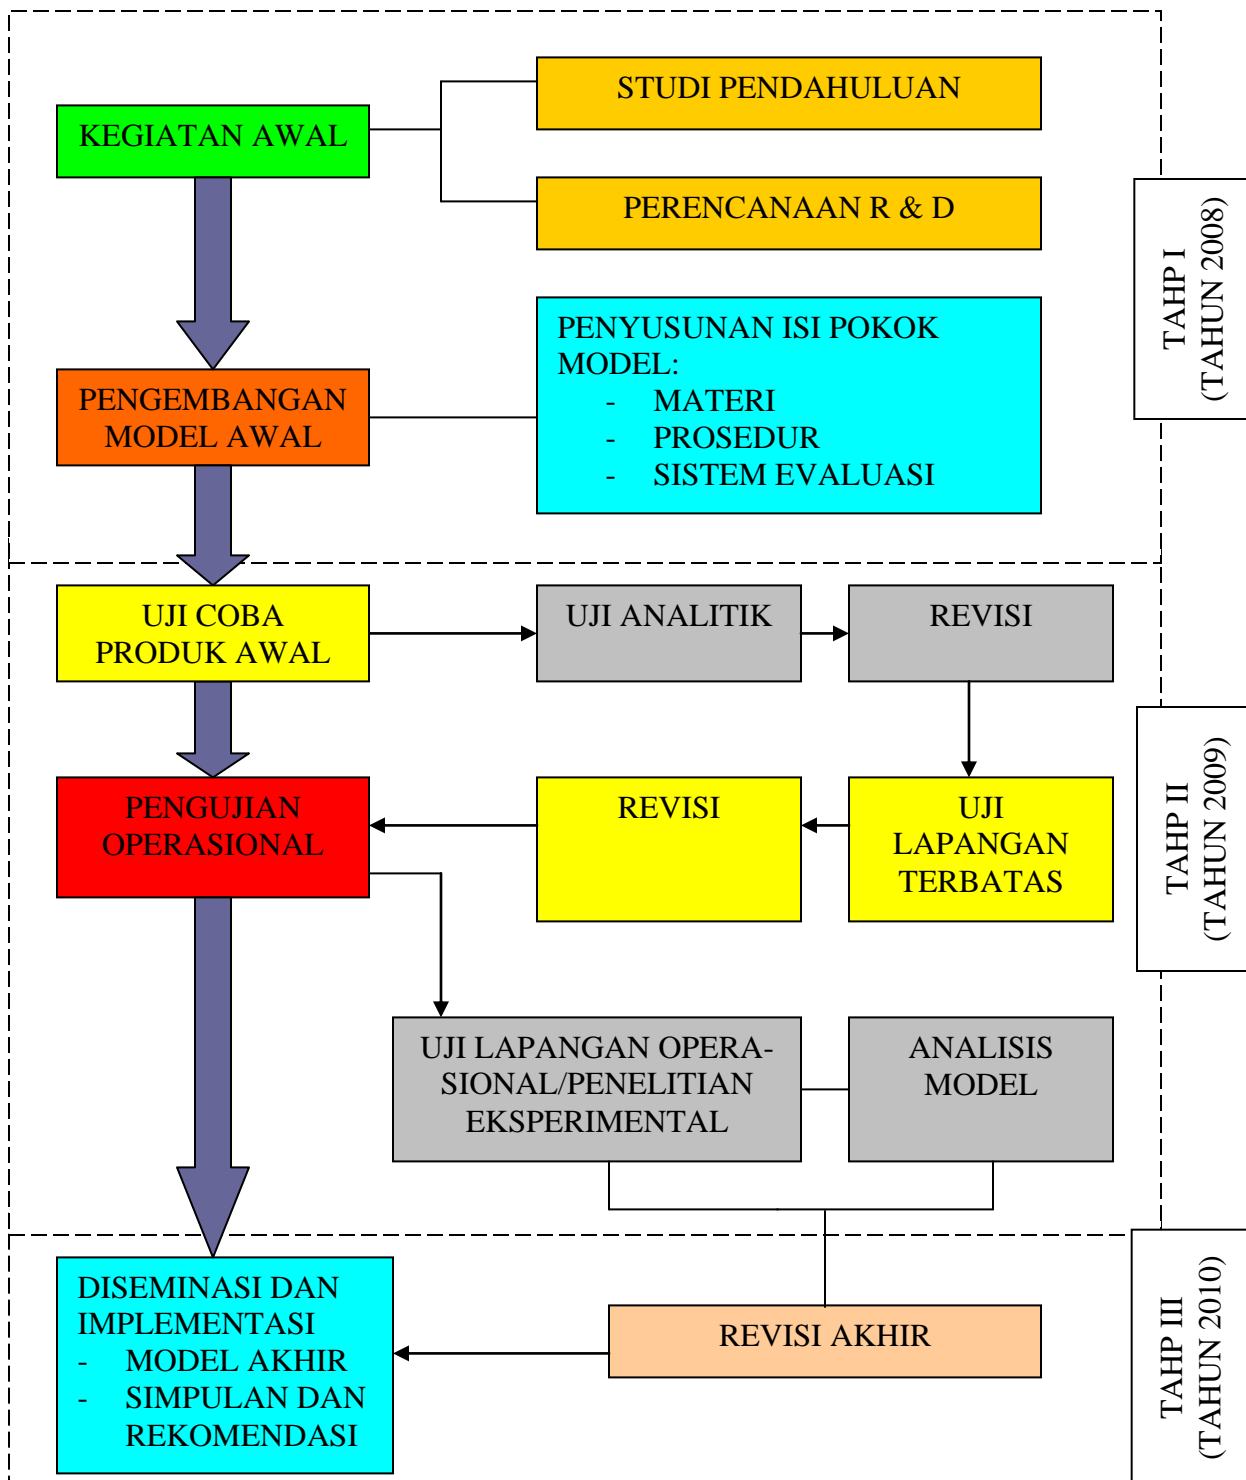 STUDI PENDAHULUAN
KEGIATAN AWAL
PERENCANAAN R & D
TAHP I
(TAHUN 2008)
PENYUSUNAN ISI POKOK
MODEL:
- MATERI
- PROSEDUR
- SISTEM EVALUASI
PENGEMBANGAN
MODEL AWAL
UJI COBA
PRODUK AWAL
UJI ANALITIK
REVISI
PENGUJIAN
OPERASIONAL
REVISI
UJI
LAPANGAN
TERBATAS
TAHP II
(TAHUN 2009)
UJI LAPANGAN OPERA-
SIONAL/PENELITIAN
EKSPERIMENTAL
ANALISIS
MODEL
DISEMINASI DAN
IMPLEMENTASI
- MODEL AKHIR
- SIMPULAN DAN
REKOMENDASI
REVISI AKHIR
TAHP III
(TAHUN 2010)